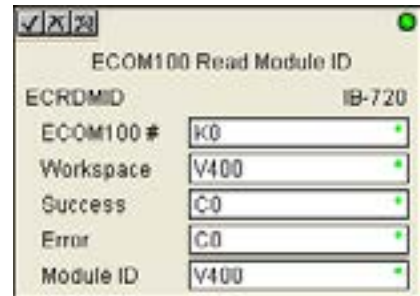 ECOM100 Read Module ID
ECRDMID IB-720
ECOM100 # K0
Workspace V400
Success C0
Error C0
Module ID V400